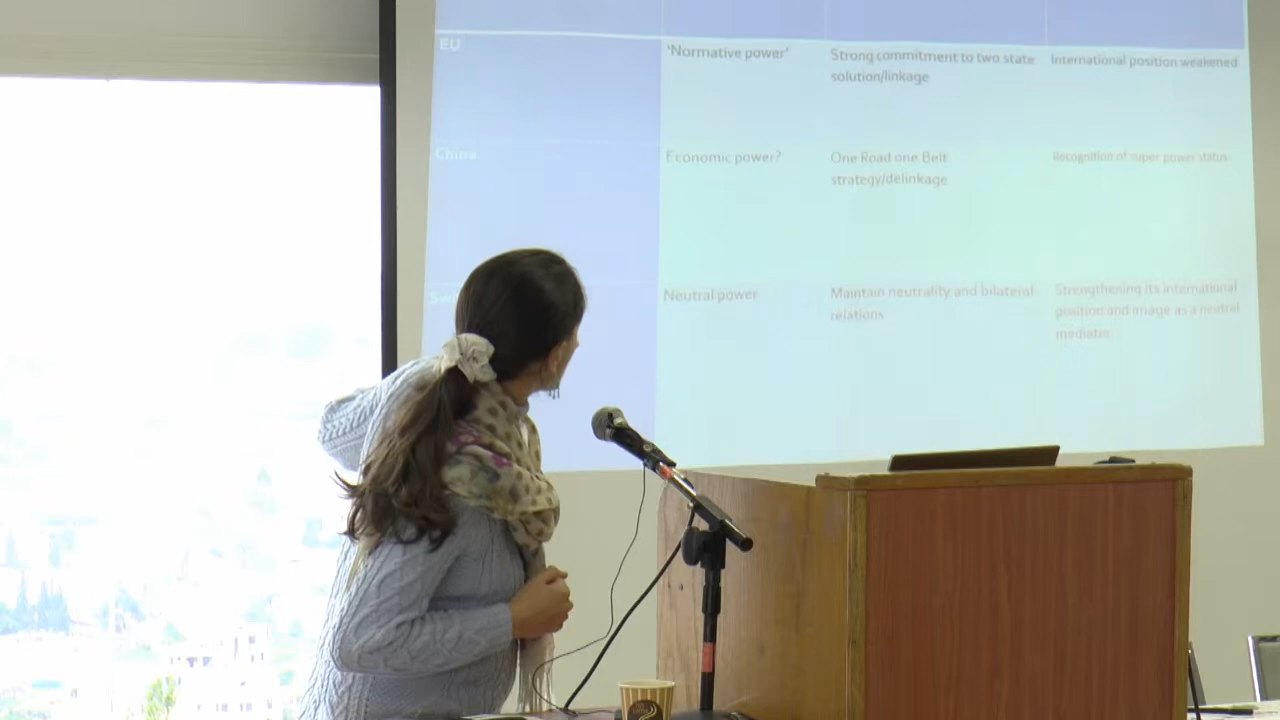 EU
'Normative power'
Strong commitment to two state
solution/linkage
International position weakened
China
Economic power?
One Road one Belt
strategy/delinkage
Recognition of super power status
Neutral power
Maintain neutrality and bilateral
relations
Strengthening its international
position and image as a neutral
mediator